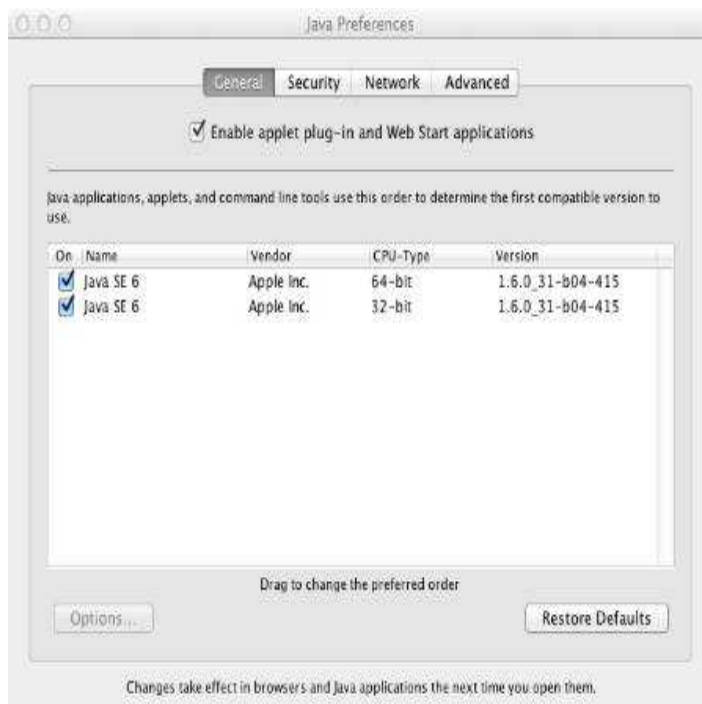 Java Preferences
General Security Network Advanced
Enable applet plug-in and Web Start applications
Java applications, applets, and command line tools use this order to determine the first compatible version to
use.
On Name Vendor CPU-Type Version
Java SE 6 Apple Inc. 64-bit 1.6.0_31-b04-415
Java SE 6 Apple Inc. 32-bit 1.6.0_31-b04-415
Drag to change the preferred order
Options... Restore Defaults
Changes take effect in browsers and Java applications the next time you open them.